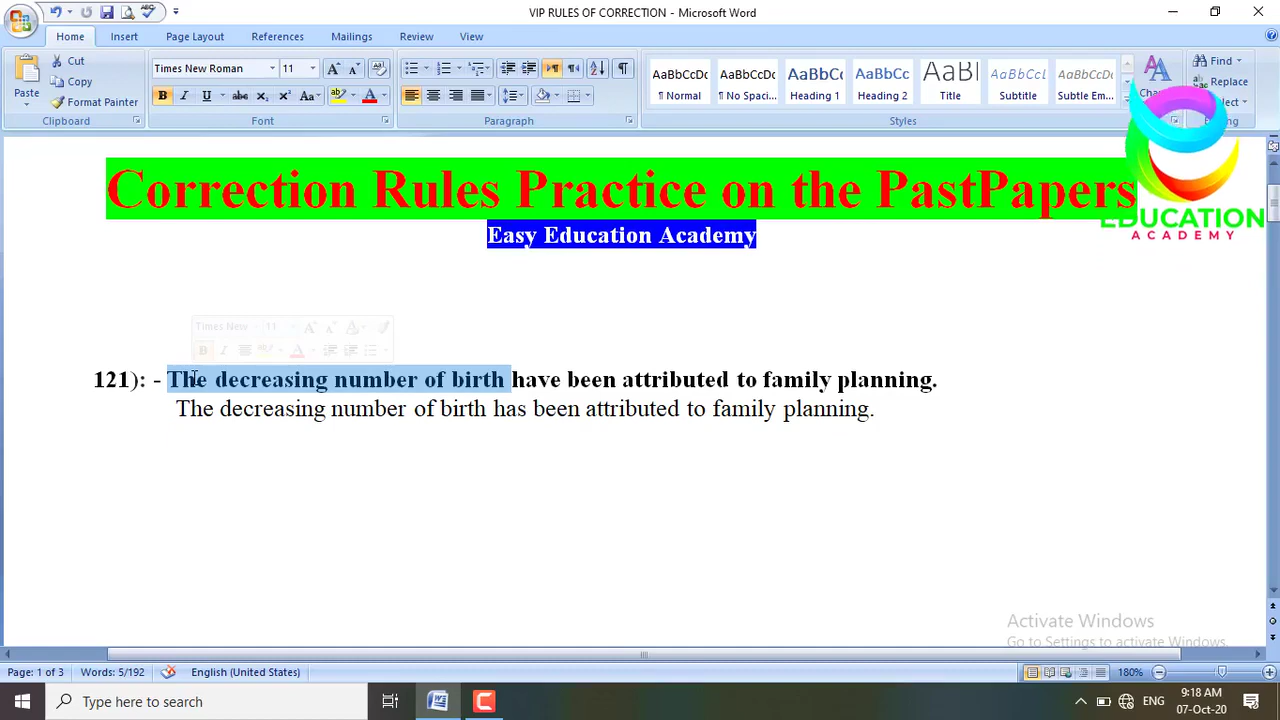 VIP RULES OF CORRECTION - Microsoft Word
Home Insert Page Layout References Mailings Review View
Cut
Copy
Format Painter
Paste
Clipboard
Times New Roman 11
Font
Paragraph
AaBbCcDc AaBbCcDc AaBbCc AaBbCc AaBb AaBbCcL AaBbCcDc
¶ Normal ¶ No Spaci... Heading 1 Heading 2 Title Subtitle Subtle Em...
Styles
Find
Replace
Correction Rules Practice on the PastPapers
Easy Education Academy
EDUCATION
ACADEMY
Times New 11
121): - The decreasing number of birth have been attributed to family planning.
The decreasing number of birth has been attributed to family planning.
Activate Windows
Go to Settings to activate Windows.
Page: 1 of 3 Words: 5/192 English (United States) 180%
Type here to search
ENG
9:18 AM
07-Oct-20